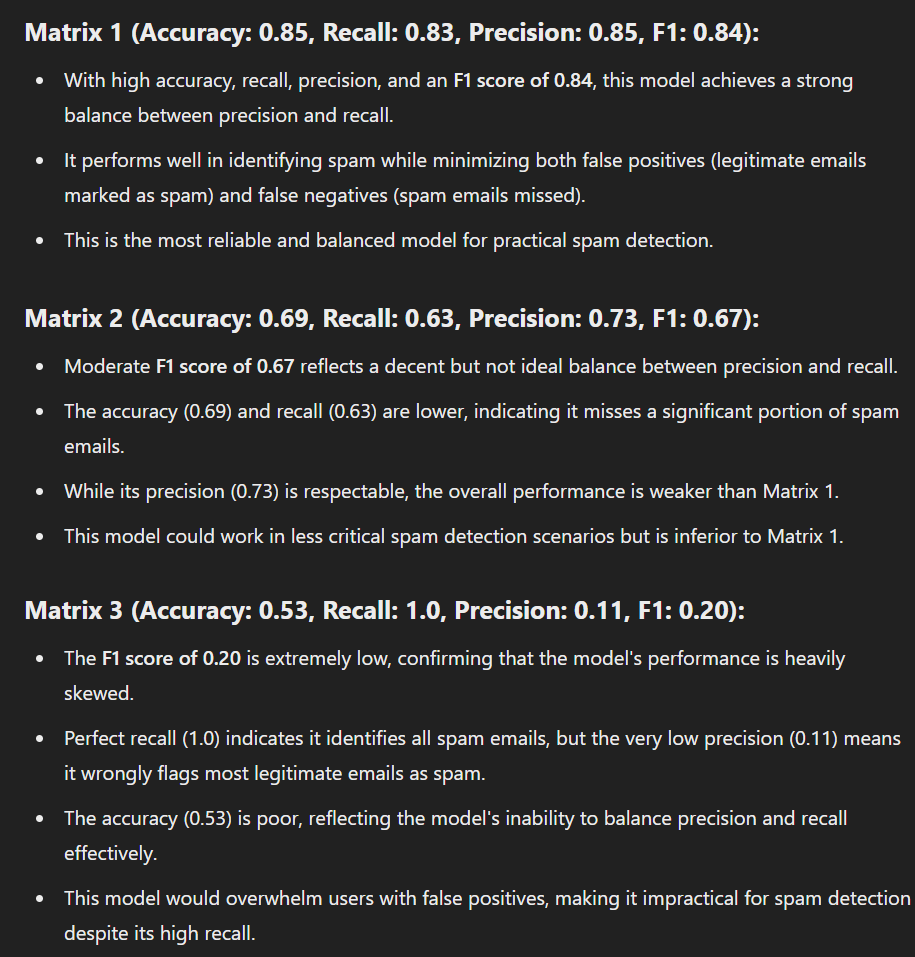 Matrix 1 (Accuracy: 0.85, Recall: 0.83, Precision: 0.85, F1: 0.84):
• With high accuracy, recall, precision, and an F1 score of 0.84, this model achieves a strong
balance between precision and recall.
• It performs well in identifying spam while minimizing both false positives (legitimate emails
marked as spam) and false negatives (spam emails missed).
• This is the most reliable and balanced model for practical spam detection.
Matrix 2 (Accuracy: 0.69, Recall: 0.63, Precision: 0.73, F1: 0.67):
• Moderate F1 score of 0.67 reflects a decent but not ideal balance between precision and recall.
• The accuracy (0.69) and recall (0.63) are lower, indicating it misses a significant portion of spam
emails.
• While its precision (0.73) is respectable, the overall performance is weaker than Matrix 1.
• This model could work in less critical spam detection scenarios but is inferior to Matrix 1.
Matrix 3 (Accuracy: 0.53, Recall: 1.0, Precision: 0.11, F1: 0.20):
• The F1 score of 0.20 is extremely low, confirming that the model's performance is heavily
skewed.
• Perfect recall (1.0) indicates it identifies all spam emails, but the very low precision (0.11) means
it wrongly flags most legitimate emails as spam.
• The accuracy (0.53) is poor, reflecting the model's inability to balance precision and recall
effectively.
• This model would overwhelm users with false positives, making it impractical for spam detection
despite its high recall.